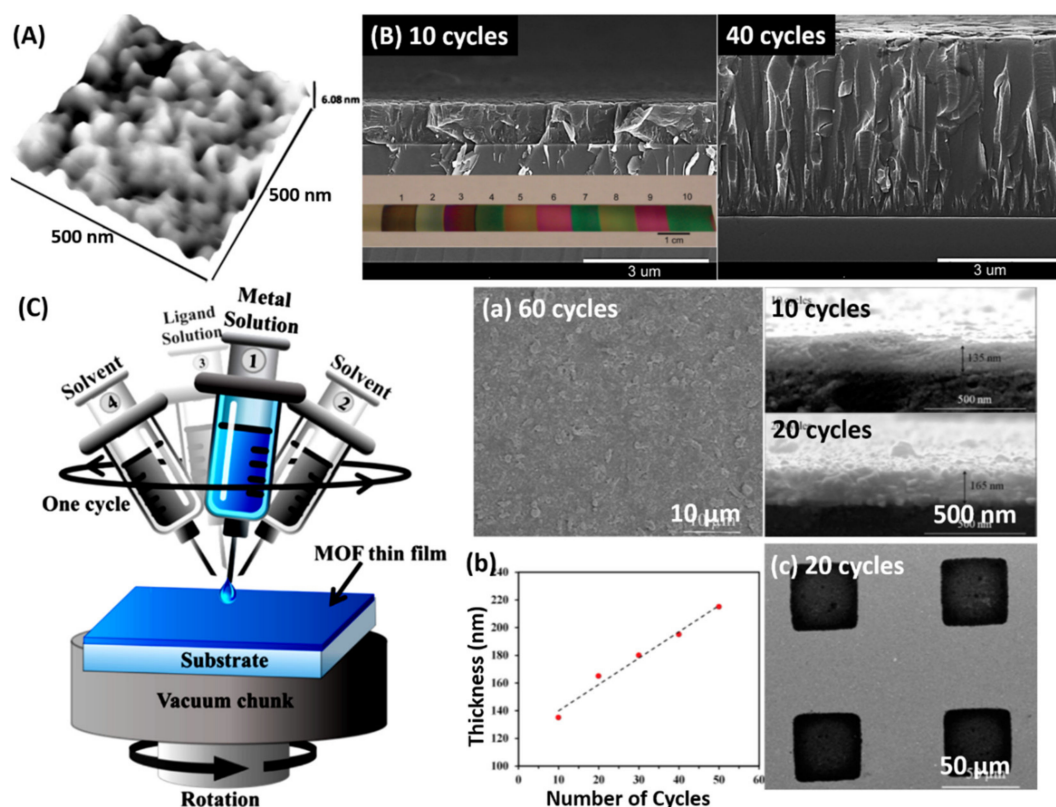 (A)
6.08 nm
500 nm
500 nm
(B) 10 cycles
1 2 3 4 5 6 7 8 9 10
1 cm
3 um
40 cycles
3 um
(C)
Metal
Solution
Ligand
Solution
Solvent
Solvent
1
2
3
4
One cycle
MOF thin film
Substrate
Vacuum chunk
Rotation
(a) 60 cycles
10 μm
10 cycles
135 nm
500 nm
20 cycles
165 nm
500 nm
(b)
Thickness (nm)
240
220
200
180
160
140
120
100
0 10 20 30 40 50 60
Number of Cycles
(c) 20 cycles
50 μm